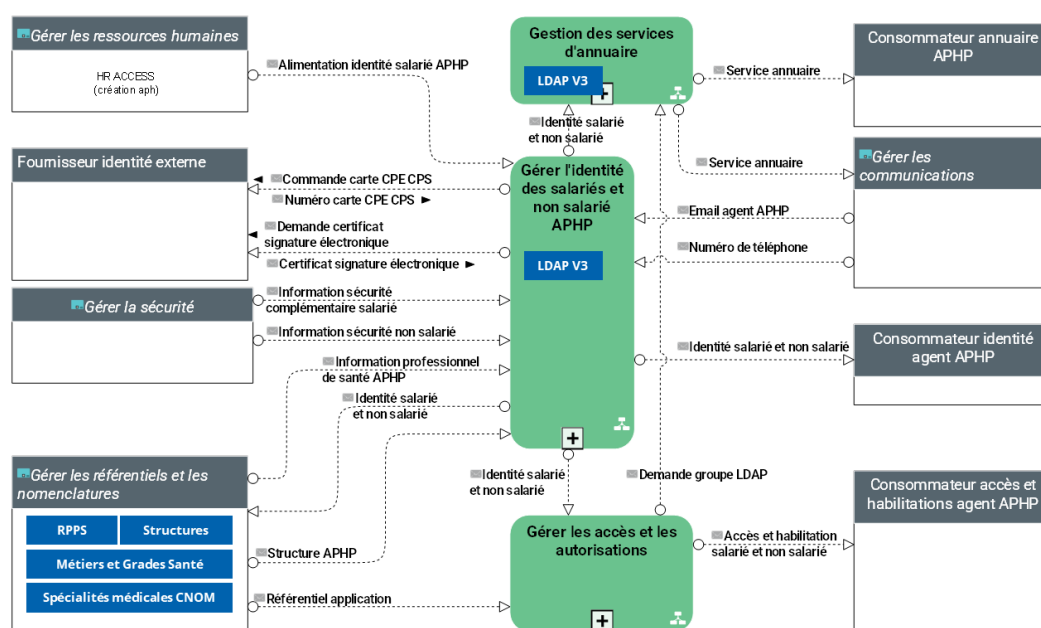 Gérer les ressources humaines
HR ACCESS
(création aph)
Alimentation identité salarié APHP
Gestion des services
d'annuaire
LDAP V3
Service annuaire
Consommateur annuaire
APHP
Identité salarié
et non salarié
Service annuaire
Gérer les
communications
Fournisseur identité externe
Commande carte CPE CPS
Numéro carte CPE CPS
Demande certificat
signature électronique
Certificat signature électronique
Gérer l'identité
des salariés et
non salarié
APHP
LDAP V3
Email agent APHP
Numéro de téléphone
Gérer la sécurité
Information sécurité
complémentaire salarié
Information sécurité non salarié
Identité salarié et non salarié
Consommateur identité
agent APHP
Information professionnel
de santé APHP
Identité salarié
et non salarié
Gérer les référentiels et les
nomenclatures
RPPS
Structures
Métiers et Grades Santé
Spécialités médicales CNOM
Structure APHP
Référentiel application
Identité salarié
et non salarié
Demande groupe LDAP
Gérer les accès et les
autorisations
Accès et habilitation
salarié et non salarié
Consommateur accès et
habilitations agent APHP